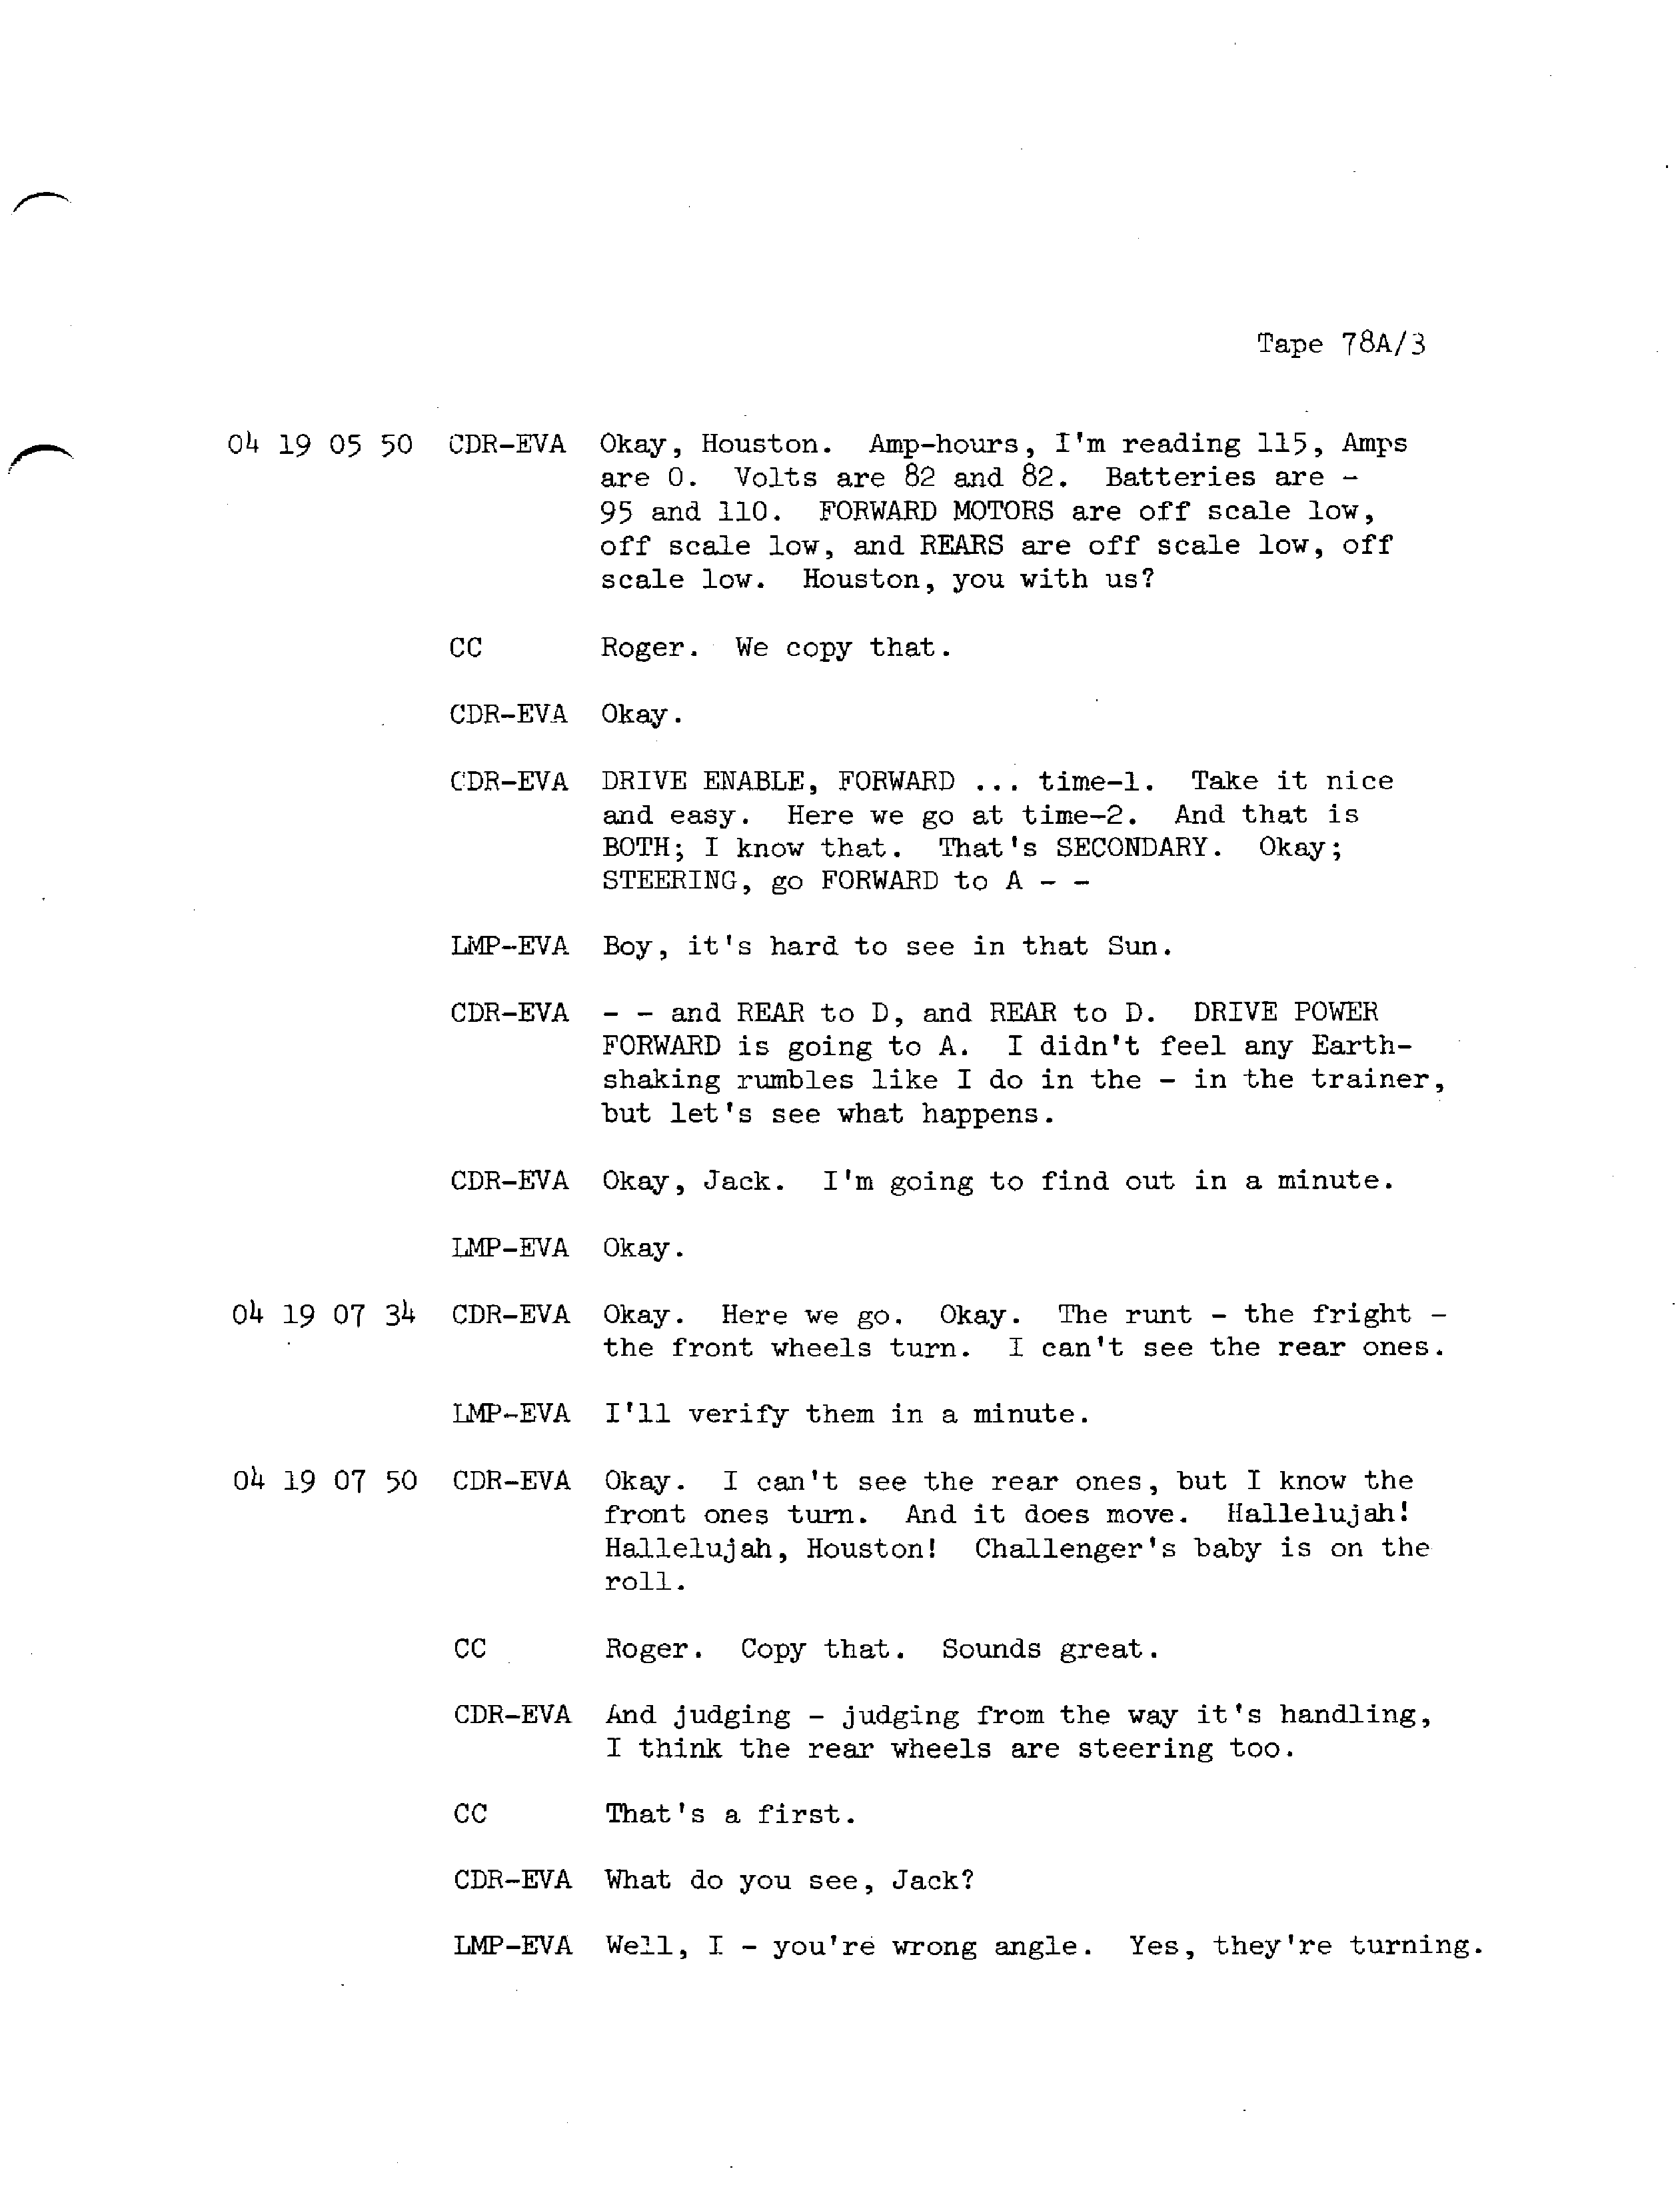 Tape 78A/3
04 19 05 50 CDR-EVA Okay, Houston. Amp-hours, I'm reading 115, Amps
are 0. Volts are 82 and 82. Batteries are -
95 and 110. FORWARD MOTORS are off scale low,
off scale low, and REARS are off scale low, off
scale low. Houston, you with us?
CC Roger. We copy that.
CDR-EVA Okay.
CDR-EVA DRIVE ENABLE, FORWARD ... time-1. Take it nice
and easy. Here we go at time-2. And that is
BOTH; I know that. That's SECONDARY. Okay;
STEERING, go FORWARD to A - -
LMP-EVA Boy, it's hard to see in that Sun.
CDR-EVA - - and REAR to D, and REAR to D. DRIVE POWER
FORWARD is going to A. I didn't feel any Earth-
shaking rumbles like I do in the - in the trainer,
but let's see what happens.
CDR-EVA Okay, Jack. I'm going to find out in a minute.
LMP-EVA Okay.
04 19 07 34 CDR-EVA Okay. Here we go. Okay. The runt - the fright -
the front wheels turn. I can't see the rear ones.
LMP-EVA I'll verify them in a minute.
04 19 07 50 CDR-EVA Okay. I can't see the rear ones, but I know the
front ones turn. And it does move. Hallelujah!
Hallelujah, Houston! Challenger's baby is on the
roll.
CC Roger. Copy that. Sounds great.
CDR-EVA And judging - judging from the way it's handling,
I think the rear wheels are steering too.
CC That's a first.
CDR-EVA What do you see, Jack?
LMP-EVA Well, I - you're wrong angle. Yes, they're turning.